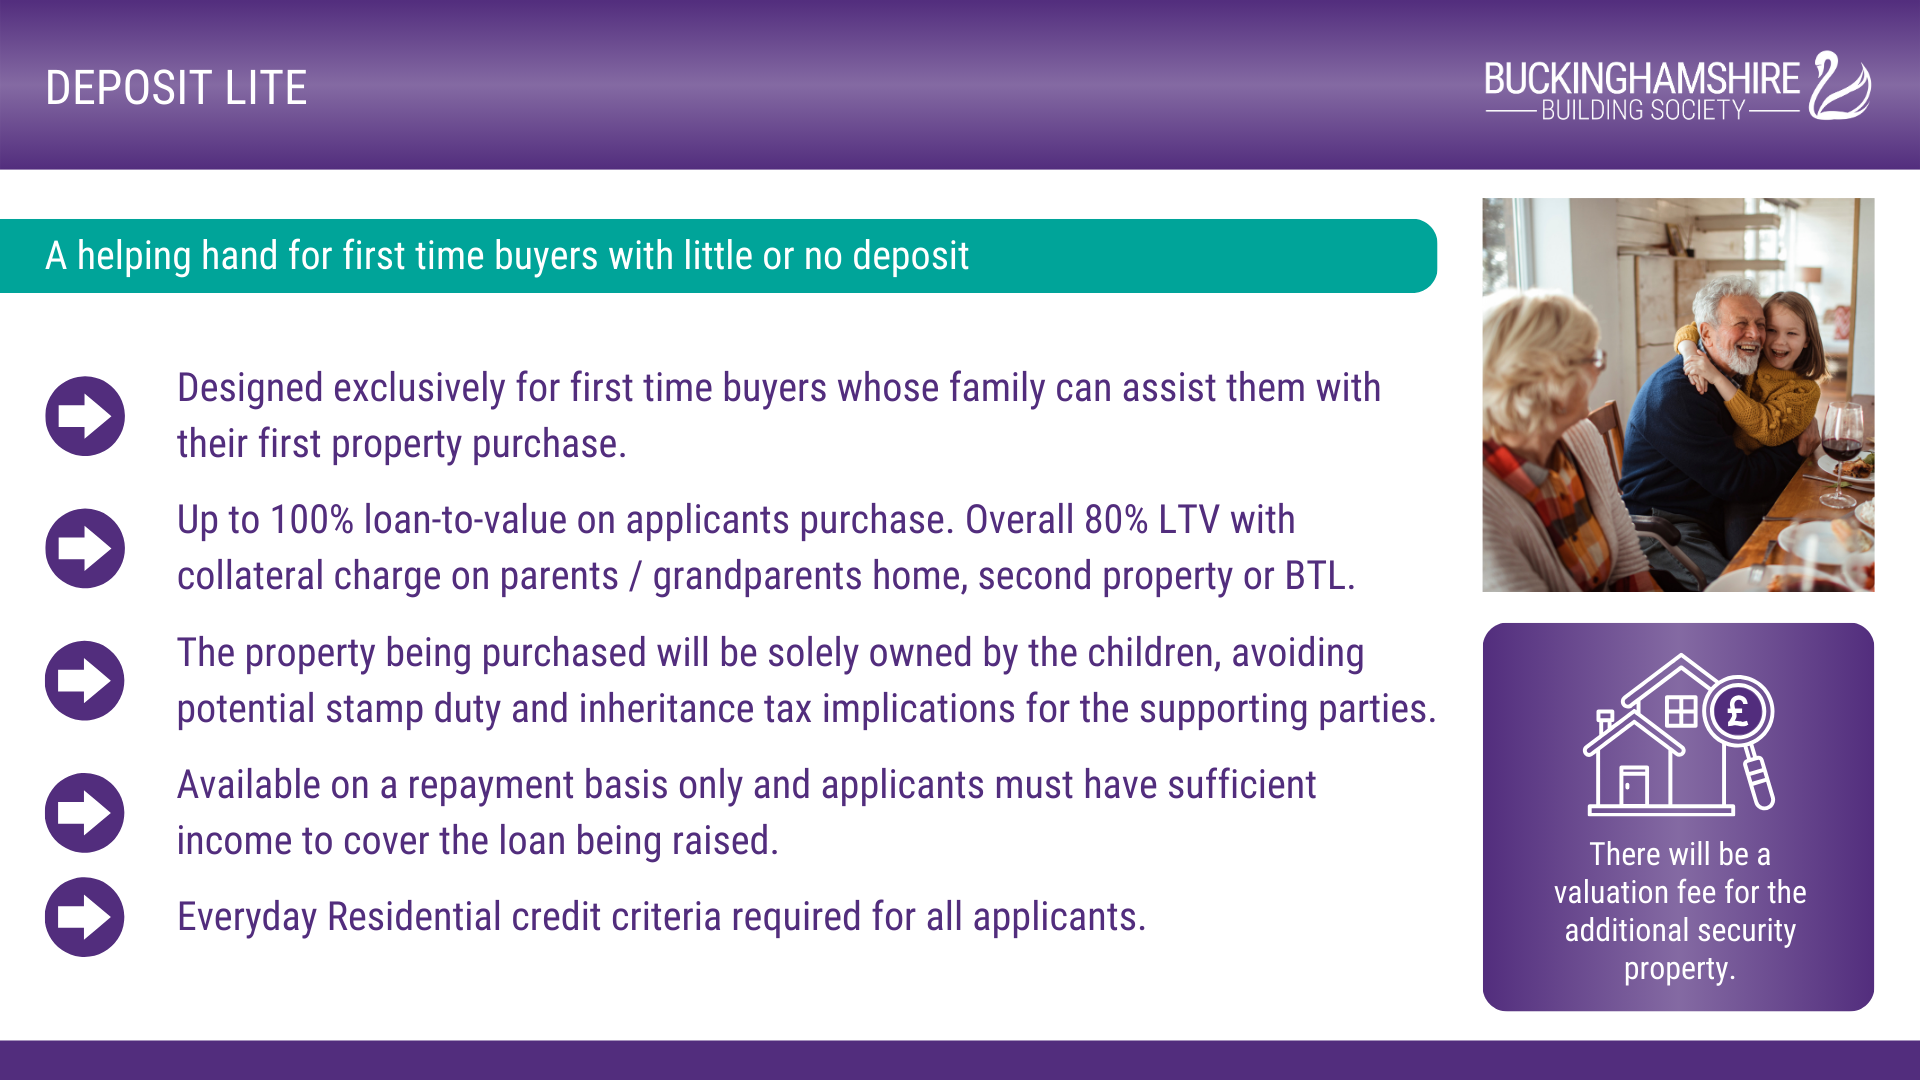 DEPOSIT LITE
BUCKINGHAMSHIRE
BUILDING SOCIETY
A helping hand for first time buyers with little or no deposit
Designed exclusively for first time buyers whose family can assist them with
their first property purchase.
Up to 100% loan-to-value on applicants purchase. Overall 80% LTV with
collateral charge on parents / grandparents home, second property or BTL.
The property being purchased will be solely owned by the children, avoiding
potential stamp duty and inheritance tax implications for the supporting parties.
Available on a repayment basis only and applicants must have sufficient
income to cover the loan being raised.
Everyday Residential credit criteria required for all applicants.
£
There will be a
valuation fee for the
additional security
property.